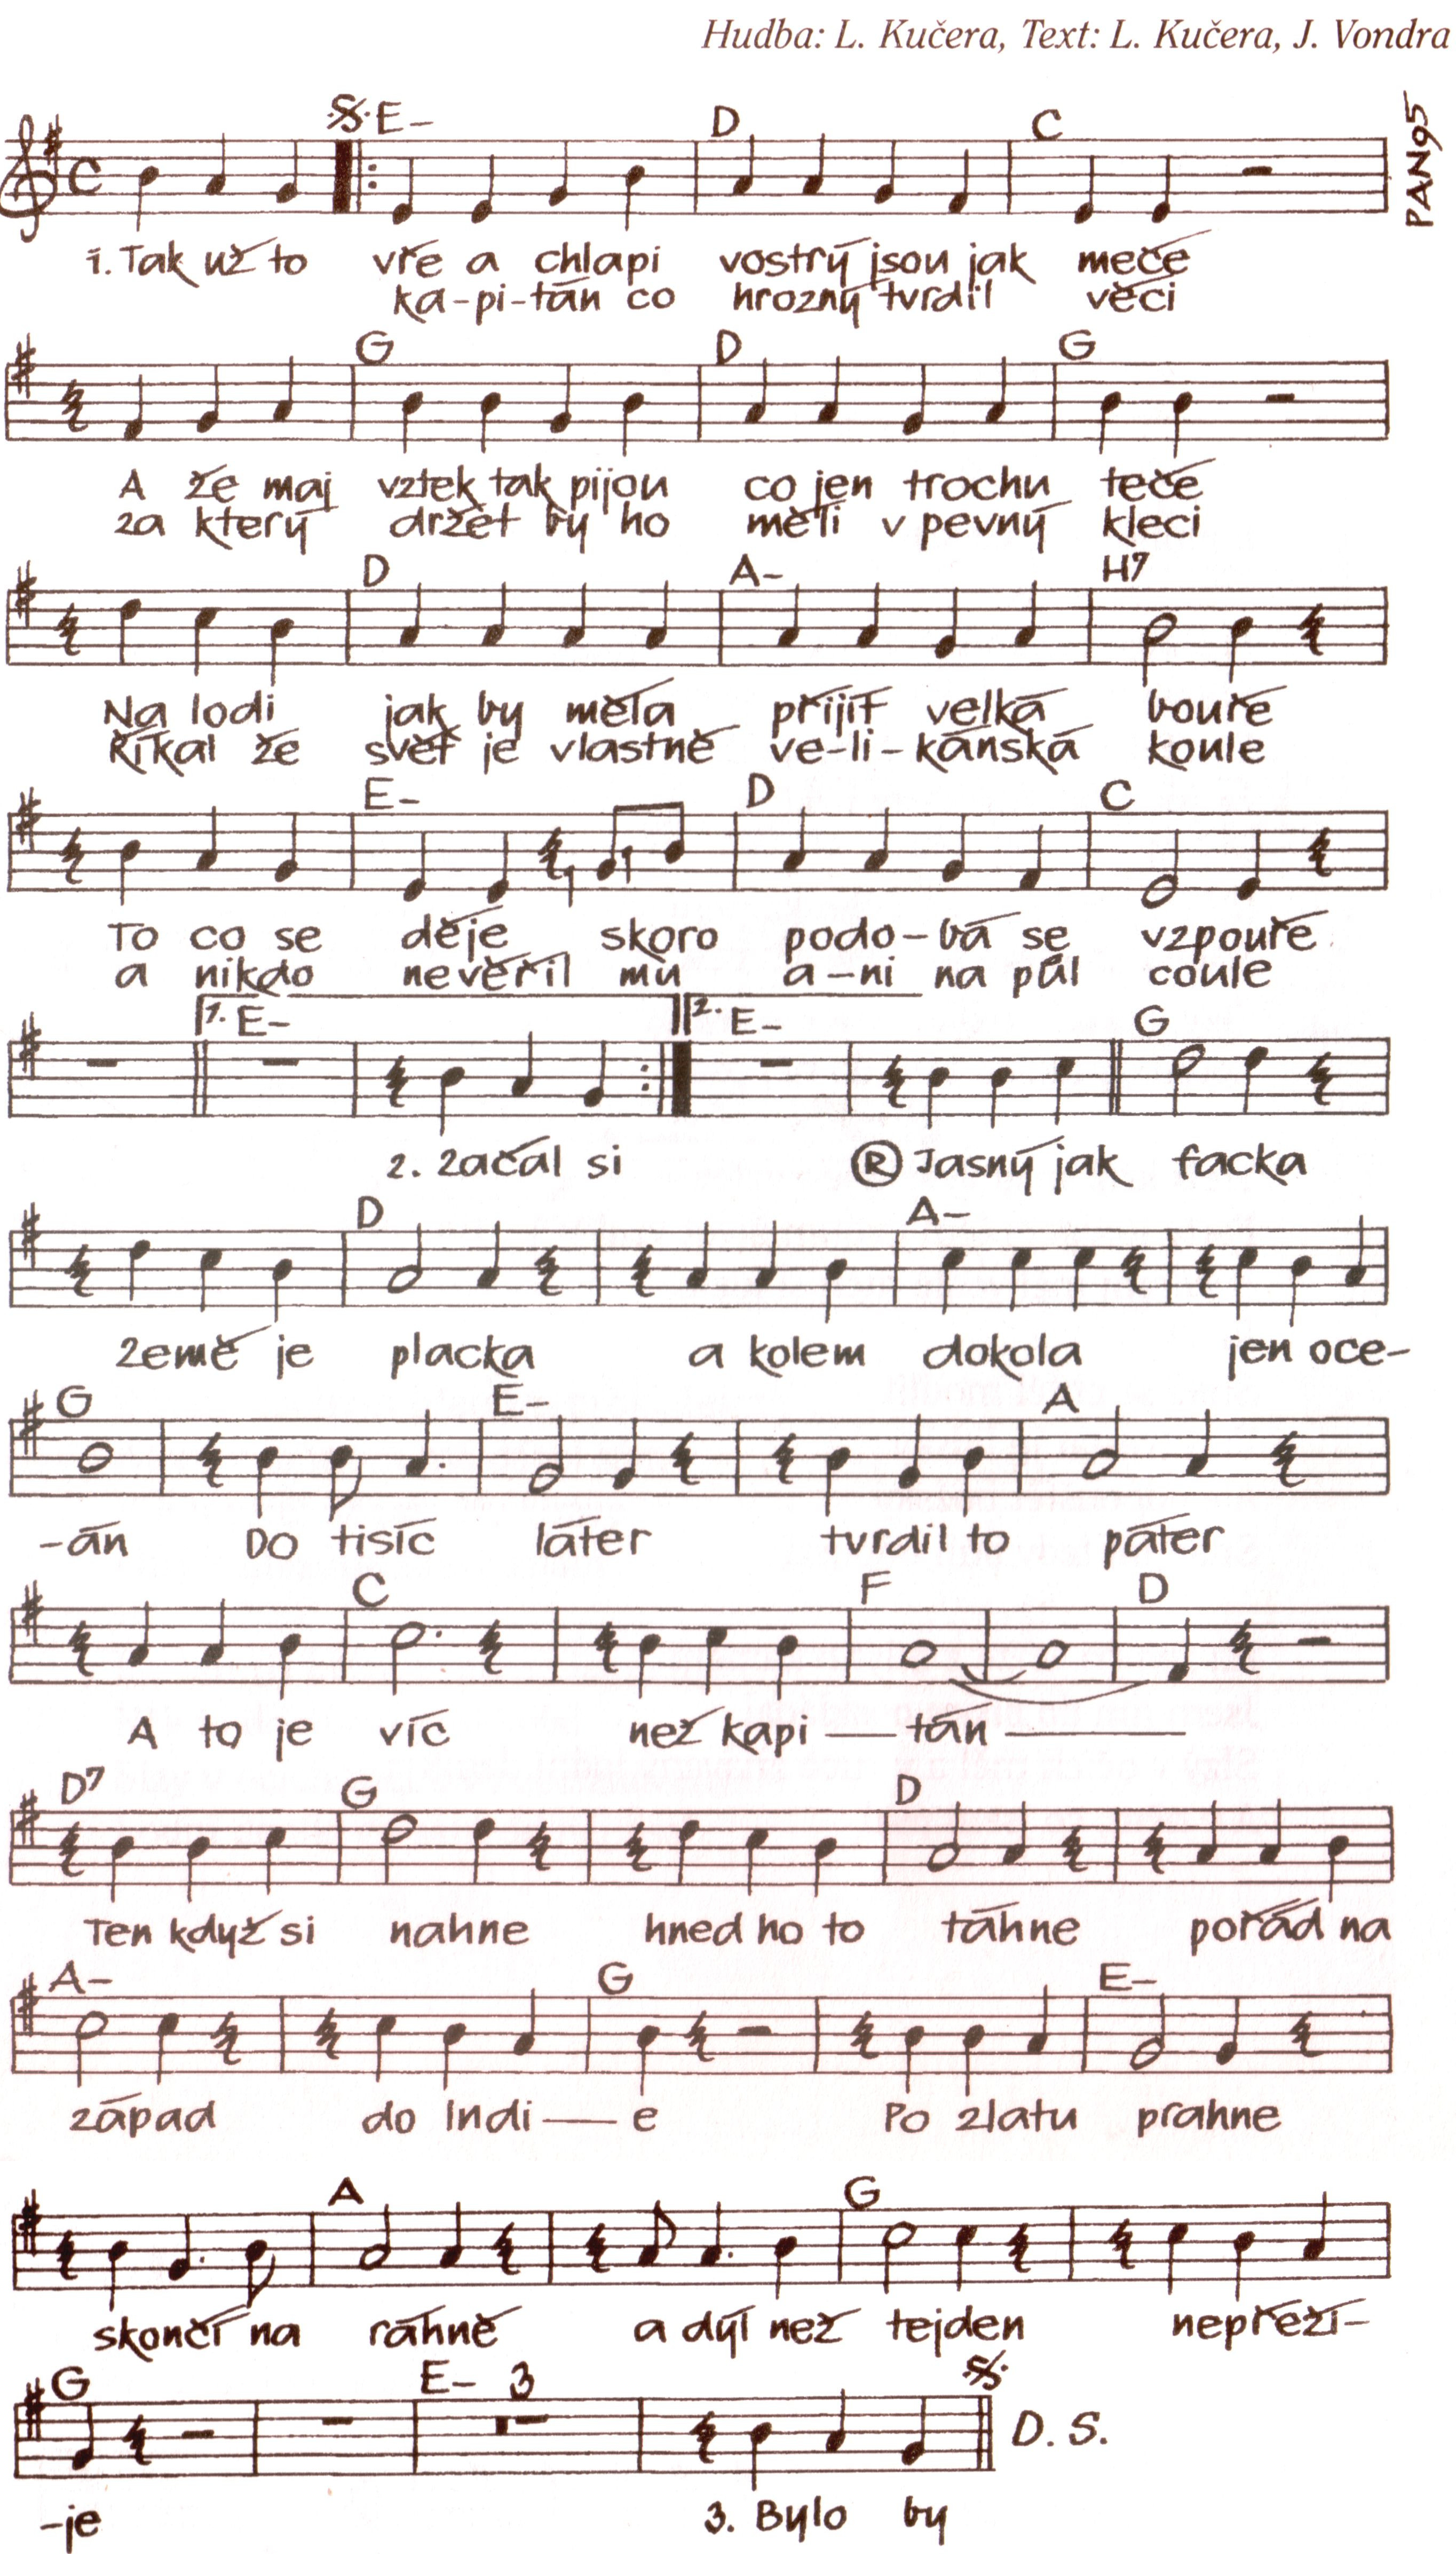 Hudba: L. Kučera, Text: L. Kučera, J. Vondra
PAN95
E- D C
1. Tak už to vře a chlapi vostrý jsou jak meče
ka-pi-tán co hrozný tvrdil věci
G D G
A že maj vztek tak pijou co jen trochu teče
za který držet by ho měli v pevný kleci
D A- H7
Na lodi jak by měla přijít velká bouře
Říkal že svět je vlastně ve-li-kánská koule
E- D C
To co se děje skoro podo-bá se vzpouře
a nikdo nevěřil mu a-ni na půl coule
1. E- 2. E- G
2. začal si Ⓡ Jasný jak facka
D A-
země je placka a kolem dokola jen oce-
G E- A
-án Do tisíc láter tvrdil to páter
C F D
A to je víc než kapi — tán —
D7 G D
Ten když si nahne hned ho to táhne pořád na
A- G E-
západ do Indi — e Po zlatu prahne
A G
skončí na ráhně a dýl než tejden nepřeží-
G E- 3
D.S.
-je 3. Bylo by